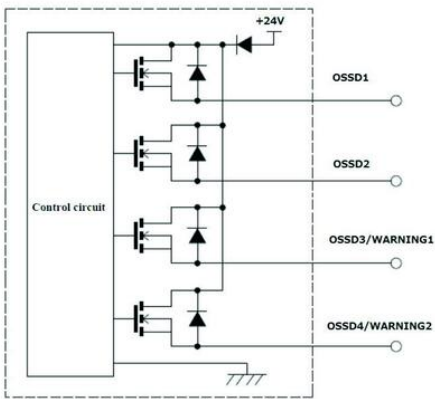 +24V
OSSD1
OSSD2
Control circuit
OSSD3/WARNING1
OSSD4/WARNING2